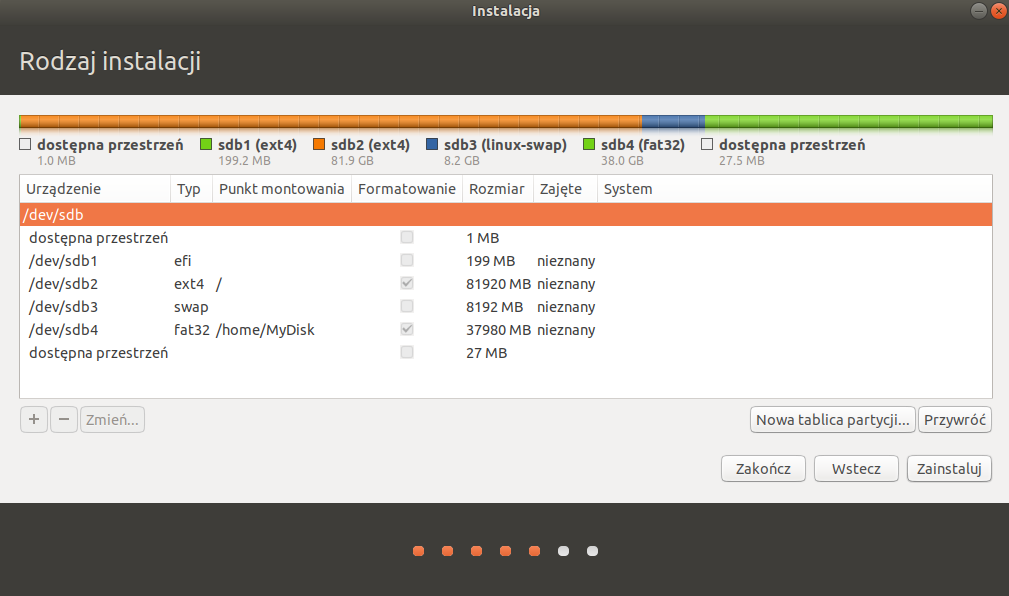 Instalacja
Rodzaj instalacji
dostępna przestrzeń sdb1 (ext4) sdb2 (ext4) sdb3 (linux-swap) sdb4 (fat32) dostępna przestrzeń
1.0 MB 199.2 MB 81.9 GB 8.2 GB 38.0 GB 27.5 MB
Urządzenie Typ Punkt montowania Formatowanie Rozmiar Zajęte System
/dev/sdb
dostępna przestrzeń 1 MB
/dev/sdb1 efi 199 MB nieznany
/dev/sdb2 ext4 / 81920 MB nieznany
/dev/sdb3 swap 8192 MB nieznany
/dev/sdb4 fat32 /home/MyDisk 37980 MB nieznany
dostępna przestrzeń 27 MB
+ − Zmień... Nowa tablica partycji... Przywróć
Zakończ Wstecz Zainstaluj